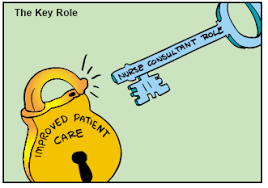 The Key Role
NURSE CONSULTANT ROLE
IMPROVED PATIENT
CARE